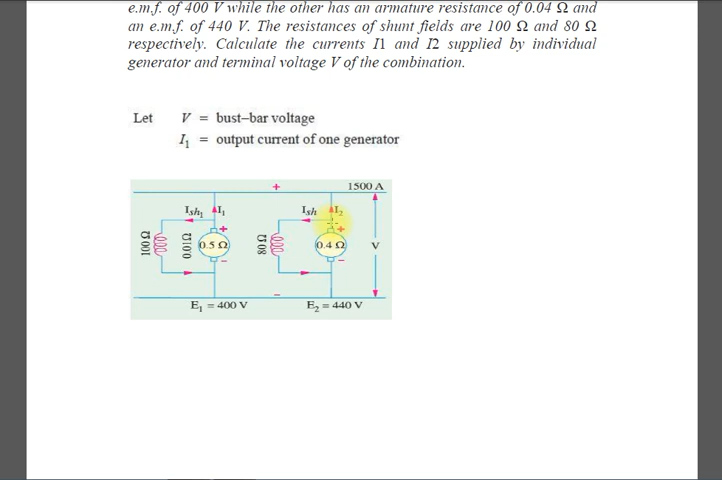 e.m.f. of 400 V while the other has an armature resistance of 0.04 Ω and
an e.m.f. of 440 V. The resistances of shunt fields are 100 Ω and 80 Ω
respectively. Calculate the currents I1 and I2 supplied by individual
generator and terminal voltage V of the combination.
Let V = bust–bar voltage
I1 = output current of one generator
+ 1500 A
Ish1 I1 Ish I2
+ +
100 Ω 0.01Ω 0.5 Ω 80 Ω 0.4 Ω V
– –
–
E1 = 400 V E2 = 440 V